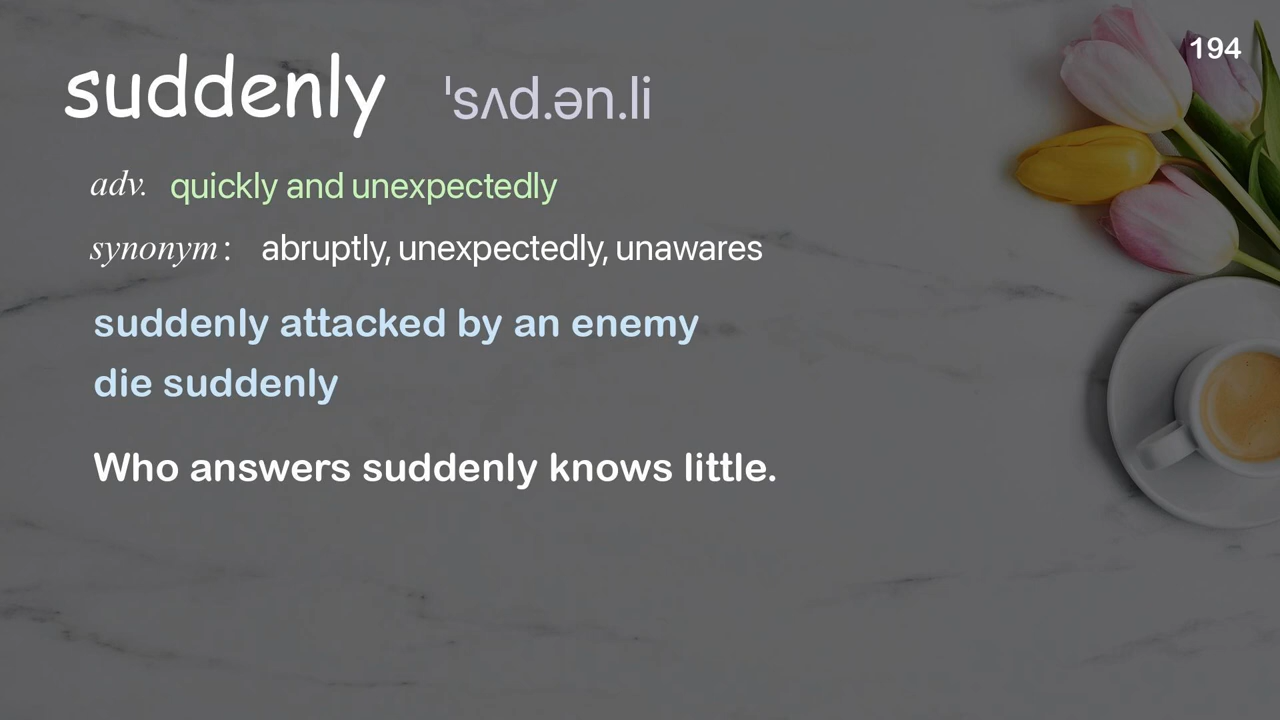 194
suddenly ˈsʌd.ən.li
adv. quickly and unexpectedly
synonym: abruptly, unexpectedly, unawares
suddenly attacked by an enemy
die suddenly
Who answers suddenly knows little.